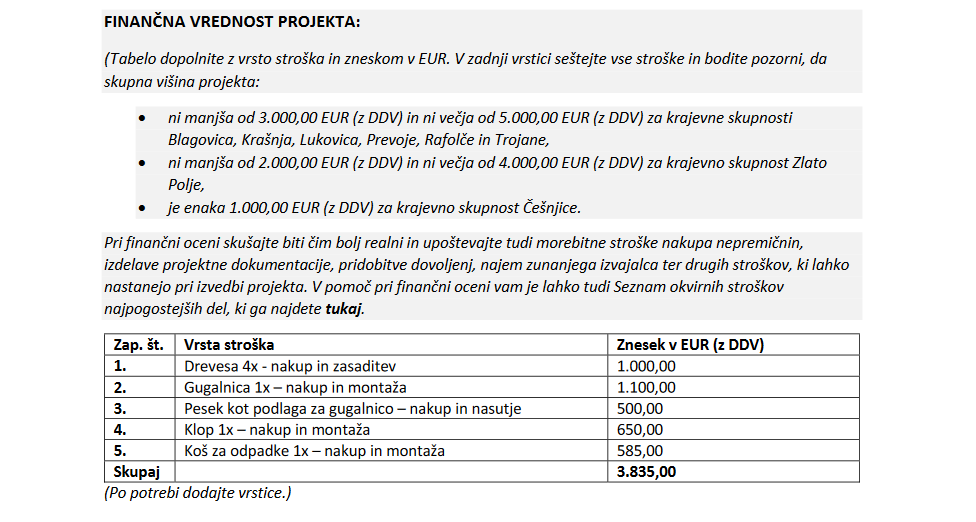 FINANČNA VREDNOST PROJEKTA:
(Tabelo dopolnite z vrsto stroška in zneskom v EUR. V zadnji vrstici seštejte vse stroške in bodite pozorni, da
skupna višina projekta:
• ni manjša od 3.000,00 EUR (z DDV) in ni večja od 5.000,00 EUR (z DDV) za krajevne skupnosti
Blagovica, Krašnja, Lukovica, Prevoje, Rafolče in Trojane,
• ni manjša od 2.000,00 EUR (z DDV) in ni večja od 4.000,00 EUR (z DDV) za krajevno skupnost Zlato
Polje,
• je enaka 1.000,00 EUR (z DDV) za krajevno skupnost Češnjice.
Pri finančni oceni skušajte biti čim bolj realni in upoštevajte tudi morebitne stroške nakupa nepremičnin,
izdelave projektne dokumentacije, pridobitve dovoljenj, najem zunanjega izvajalca ter drugih stroškov, ki lahko
nastanejo pri izvedbi projekta. V pomoč pri finančni oceni vam je lahko tudi Seznam okvirnih stroškov
najpogostejših del, ki ga najdete tukaj.
Zap. št. Vrsta stroška Znesek v EUR (z DDV)
1. Drevesa 4x - nakup in zasaditev 1.000,00
2. Gugalnica 1x – nakup in montaža 1.100,00
3. Pesek kot podlaga za gugalnico – nakup in nasutje 500,00
4. Klop 1x – nakup in montaža 650,00
5. Koš za odpadke 1x – nakup in montaža 585,00
Skupaj 3.835,00
(Po potrebi dodajte vrstice.)